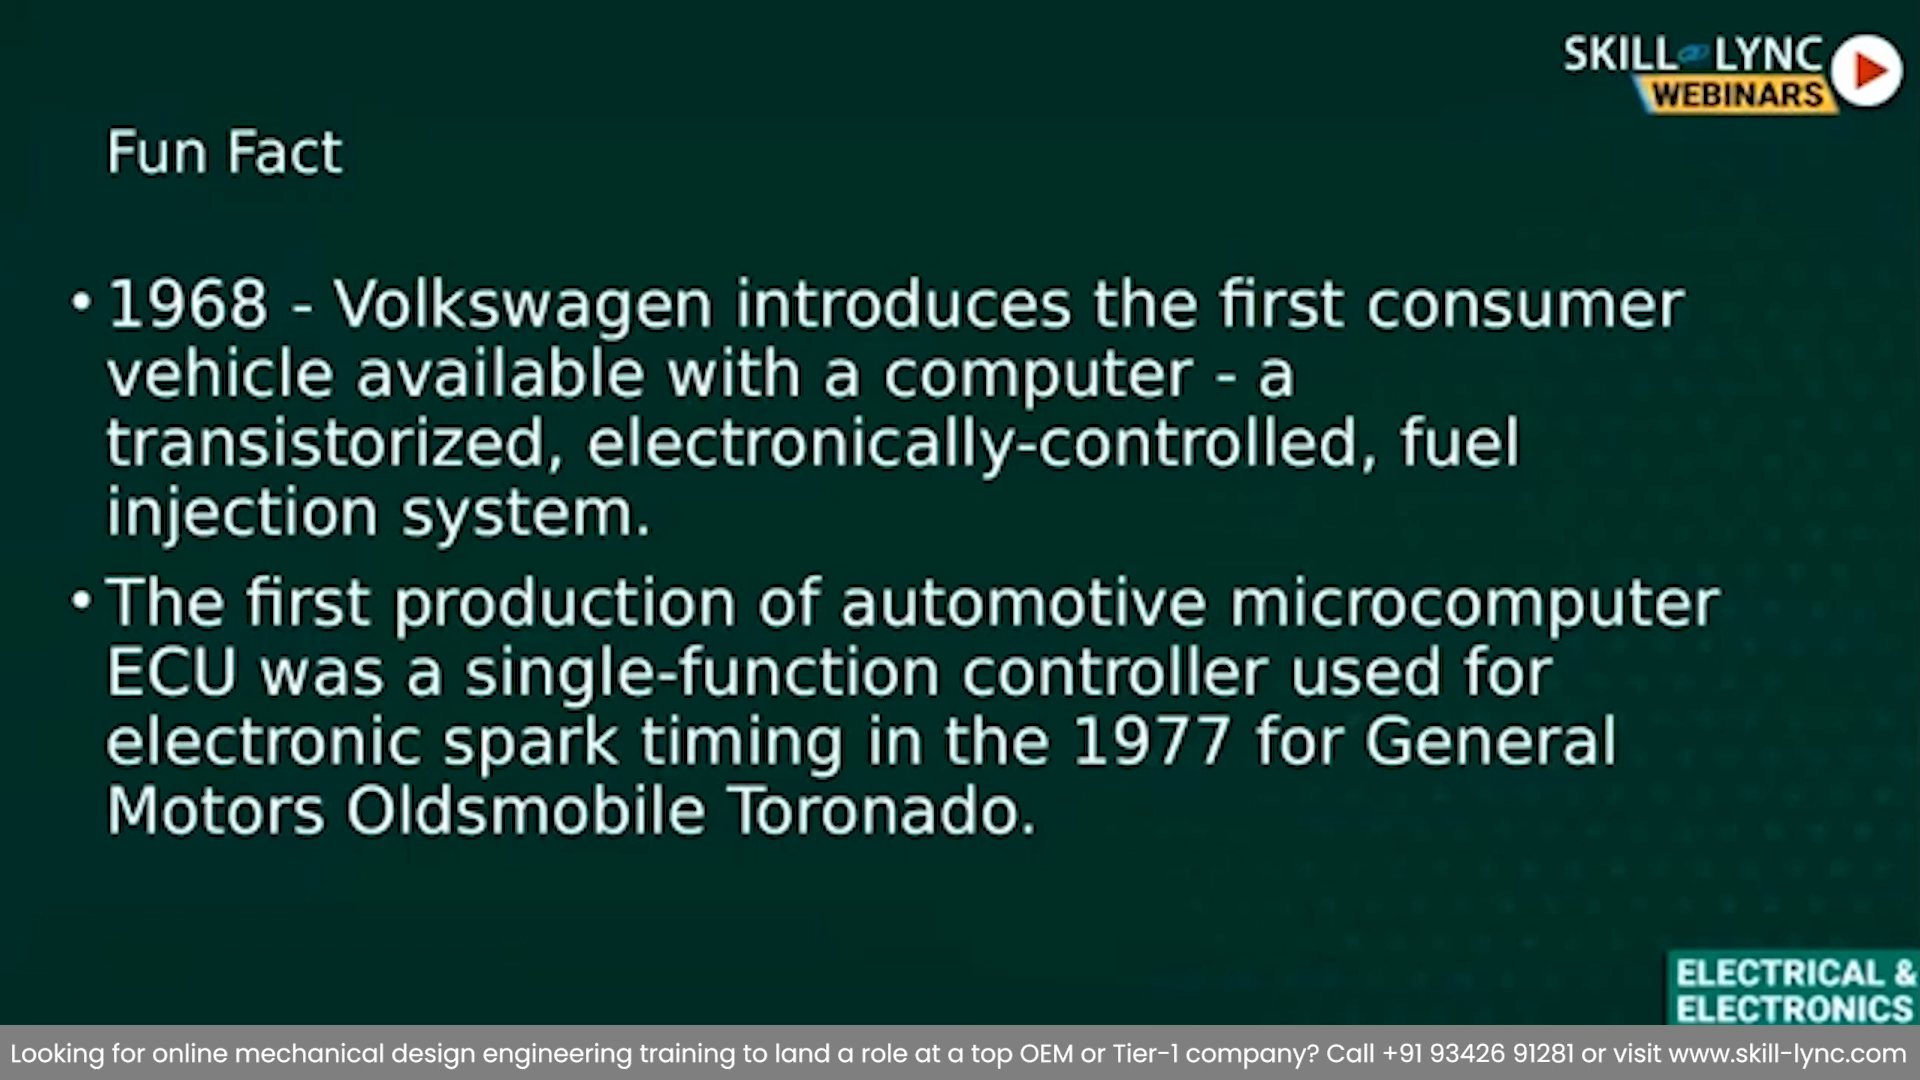 SKILL LYNC
WEBINARS
Fun Fact
• 1968 - Volkswagen introduces the first consumer
vehicle available with a computer - a
transistorized, electronically-controlled, fuel
injection system.
• The first production of automotive microcomputer
ECU was a single-function controller used for
electronic spark timing in the 1977 for General
Motors Oldsmobile Toronado.
ELECTRICAL &
ELECTRONICS
Looking for online mechanical design engineering training to land a role at a top OEM or Tier-1 company? Call +91 93426 91281 or visit www.skill-lync.com